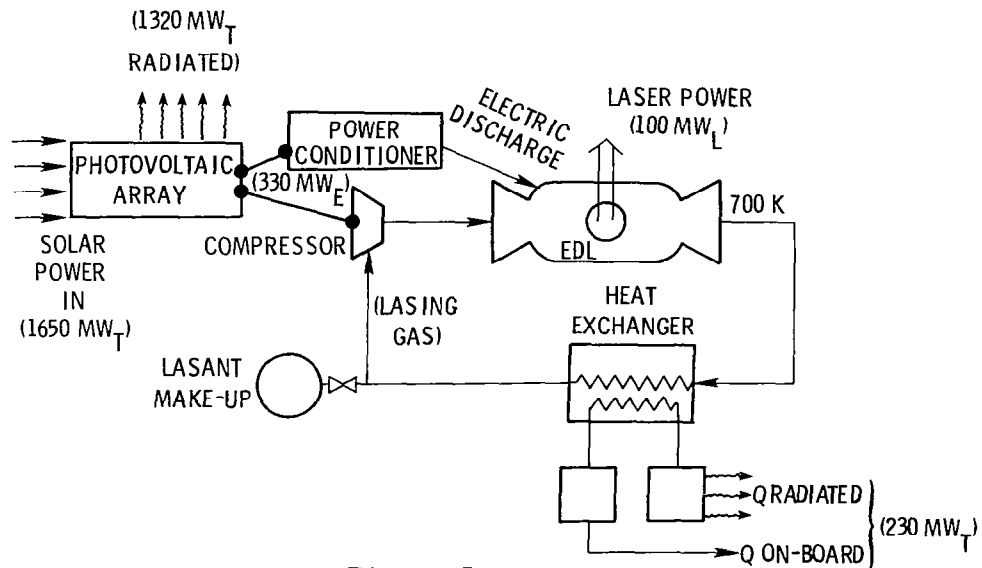 (1320 MW_T
RADIATED)
PHOTOVOLTAIC
ARRAY
SOLAR
POWER
IN
(1650 MW_T)
POWER
CONDITIONER
(330 MW_E)
COMPRESSOR
ELECTRIC
DISCHARGE
LASER POWER
(100 MW_L)
EDL
700 K
(LASING
GAS)
HEAT
EXCHANGER
LASANT
MAKE-UP
Q RADIATED
Q ON-BOARD
(230 MW_T)